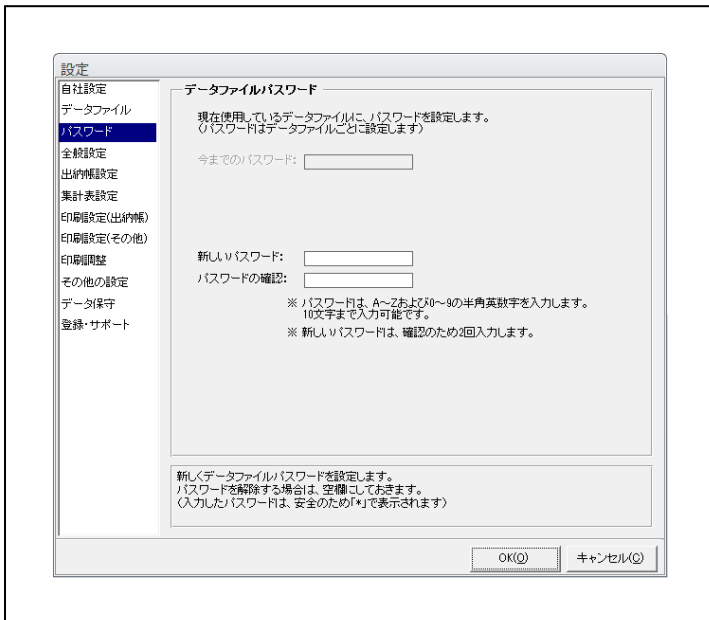 設定
自社設定
データファイル
パスワード
全般設定
出納帳設定
集計表設定
印刷設定(出納帳)
印刷設定(その他)
印刷調整
その他の設定
データ保守
登録・サポート
データファイルパスワード
現在使用しているデータファイルに、パスワードを設定します。
(パスワードはデータファイルごとに設定します)
今までのパスワード:
新しいパスワード:
パスワードの確認:
※ パスワードは、A～Zおよび0～9の半角英数字を入力します。
10文字まで入力可能です。
※ 新しいパスワードは、確認のため2回入力します。
新しくデータファイルパスワードを設定します。
パスワードを解除する場合は、空欄にしておきます。
(入力したパスワードは、安全のため「*」で表示されます)
OK(O)
キャンセル(C)